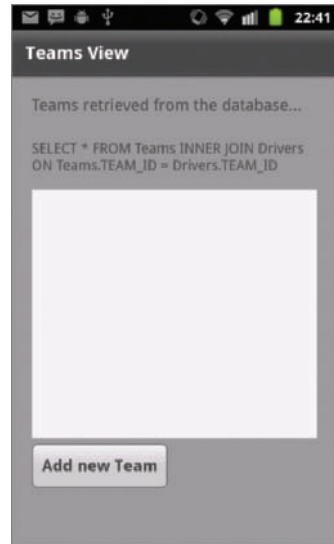 22:41
Teams View
Teams retrieved from the database...
SELECT * FROM Teams INNER JOIN Drivers
ON Teams.TEAM_ID = Drivers.TEAM_ID
Add new Team